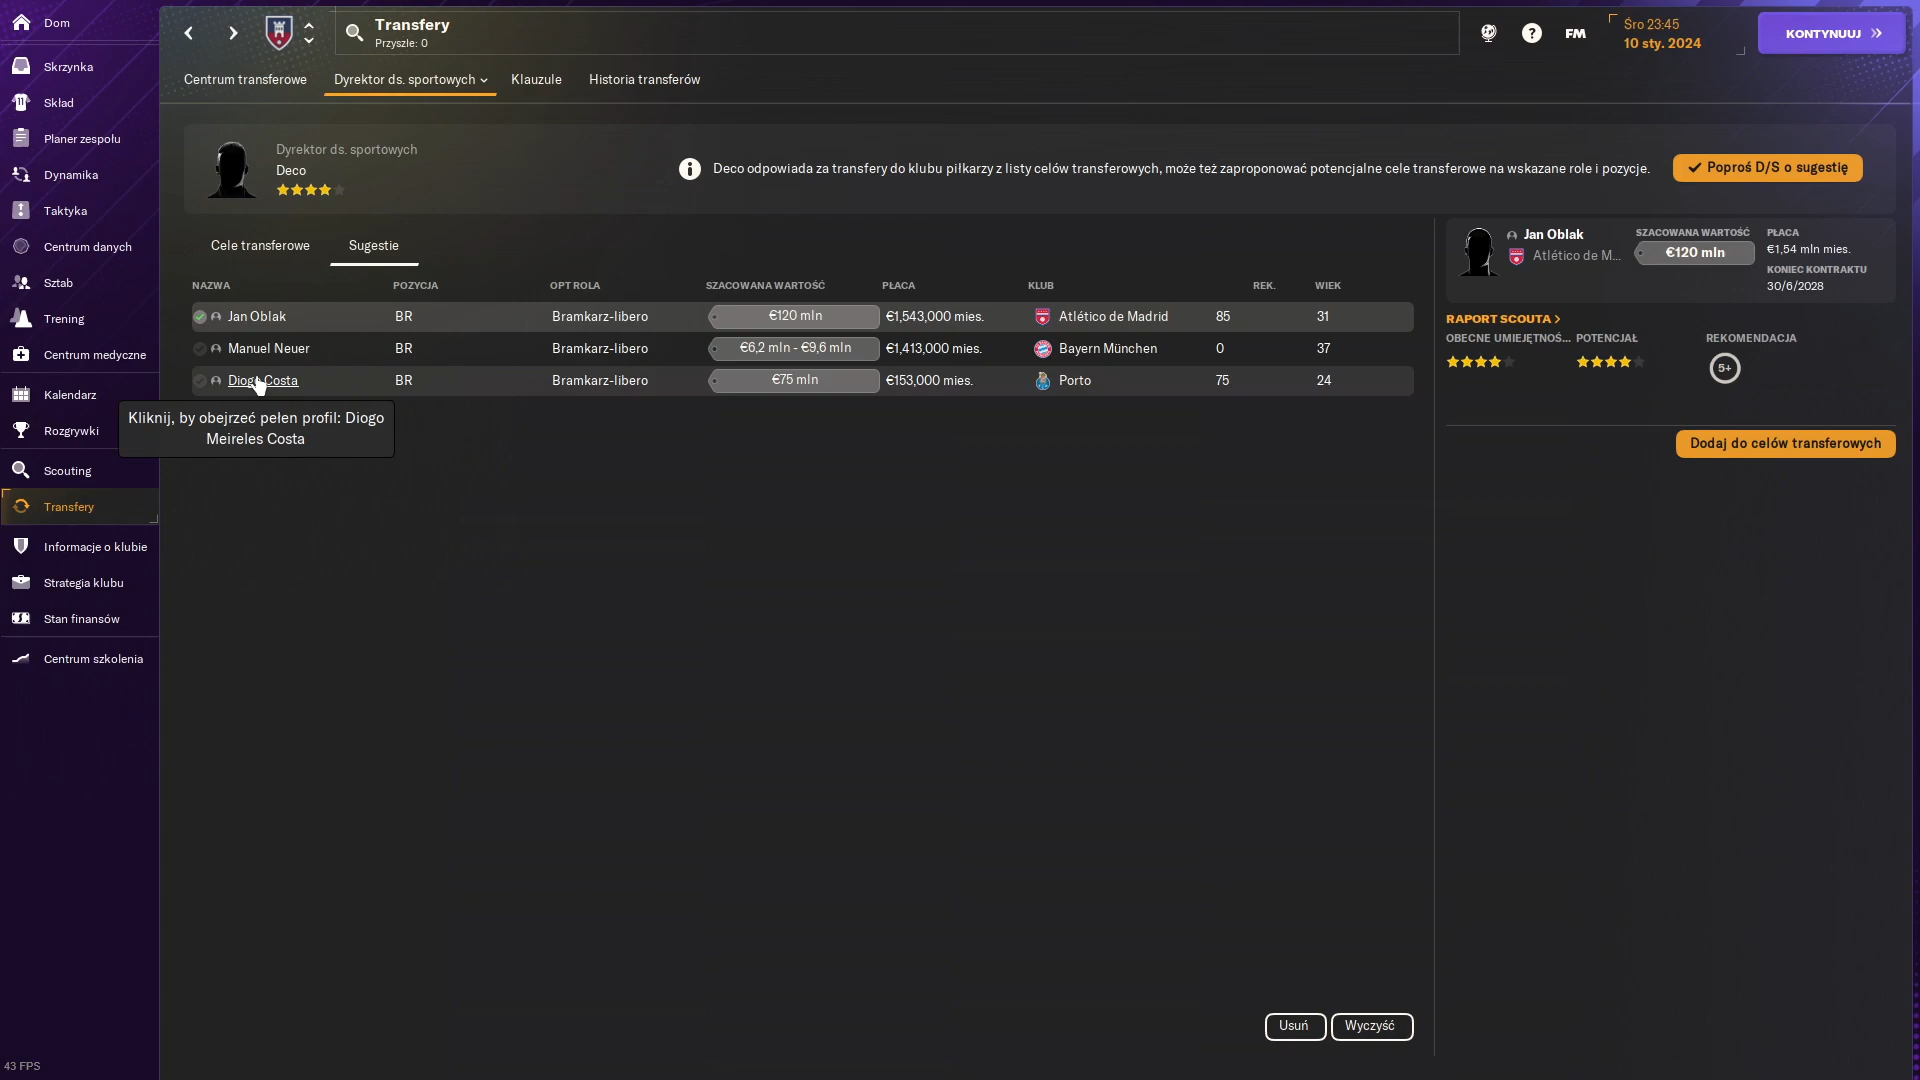 Dom
Skrzynka
Skład
Planer zespołu
Dynamika
Taktyka
Centrum danych
Sztab
Trening
Centrum medyczne
Kalendarz
Rozgrywki
Scouting
Transfery
Informacje o klubie
Strategia klubu
Stan finansów
Centrum szkolenia
43 FPS
Transfery
Przyszłe: 0
?
FM
Śro 23:45
10 sty. 2024
KONTYNUUJ
Centrum transferowe
Dyrektor ds. sportowych
Klauzule
Historia transferów
Dyrektor ds. sportowych
Deco
Deco odpowiada za transfery do klubu piłkarzy z listy celów transferowych, może też zaproponować potencjalne cele transferowe na wskazane role i pozycje.
Poproś D/S o sugestię
Cele transferowe
Sugestie
NAZWA POZYCJA OPT ROLA SZACOWANA WARTOŚĆ PŁACA KLUB REK. WIEK
Jan Oblak BR Bramkarz-libero €120 mln €1,543,000 mies. Atlético de Madrid 85 31
Manuel Neuer BR Bramkarz-libero €6,2 mln - €9,6 mln €1,413,000 mies. Bayern München 0 37
Diogo Costa BR Bramkarz-libero €75 mln €153,000 mies. Porto 75 24
Kliknij, by obejrzeć pełen profil: Diogo
Meireles Costa
Usuń
Wyczyść
Jan Oblak
Atlético de M...
SZACOWANA WARTOŚĆ
€120 mln
PŁACA
€1,54 mln mies.
KONIEC KONTRAKTU
30/6/2028
RAPORT SCOUTA >
OBECNE UMIEJĘTNOŚ... POTENCJAŁ REKOMENDACJA
5+
Dodaj do celów transferowych